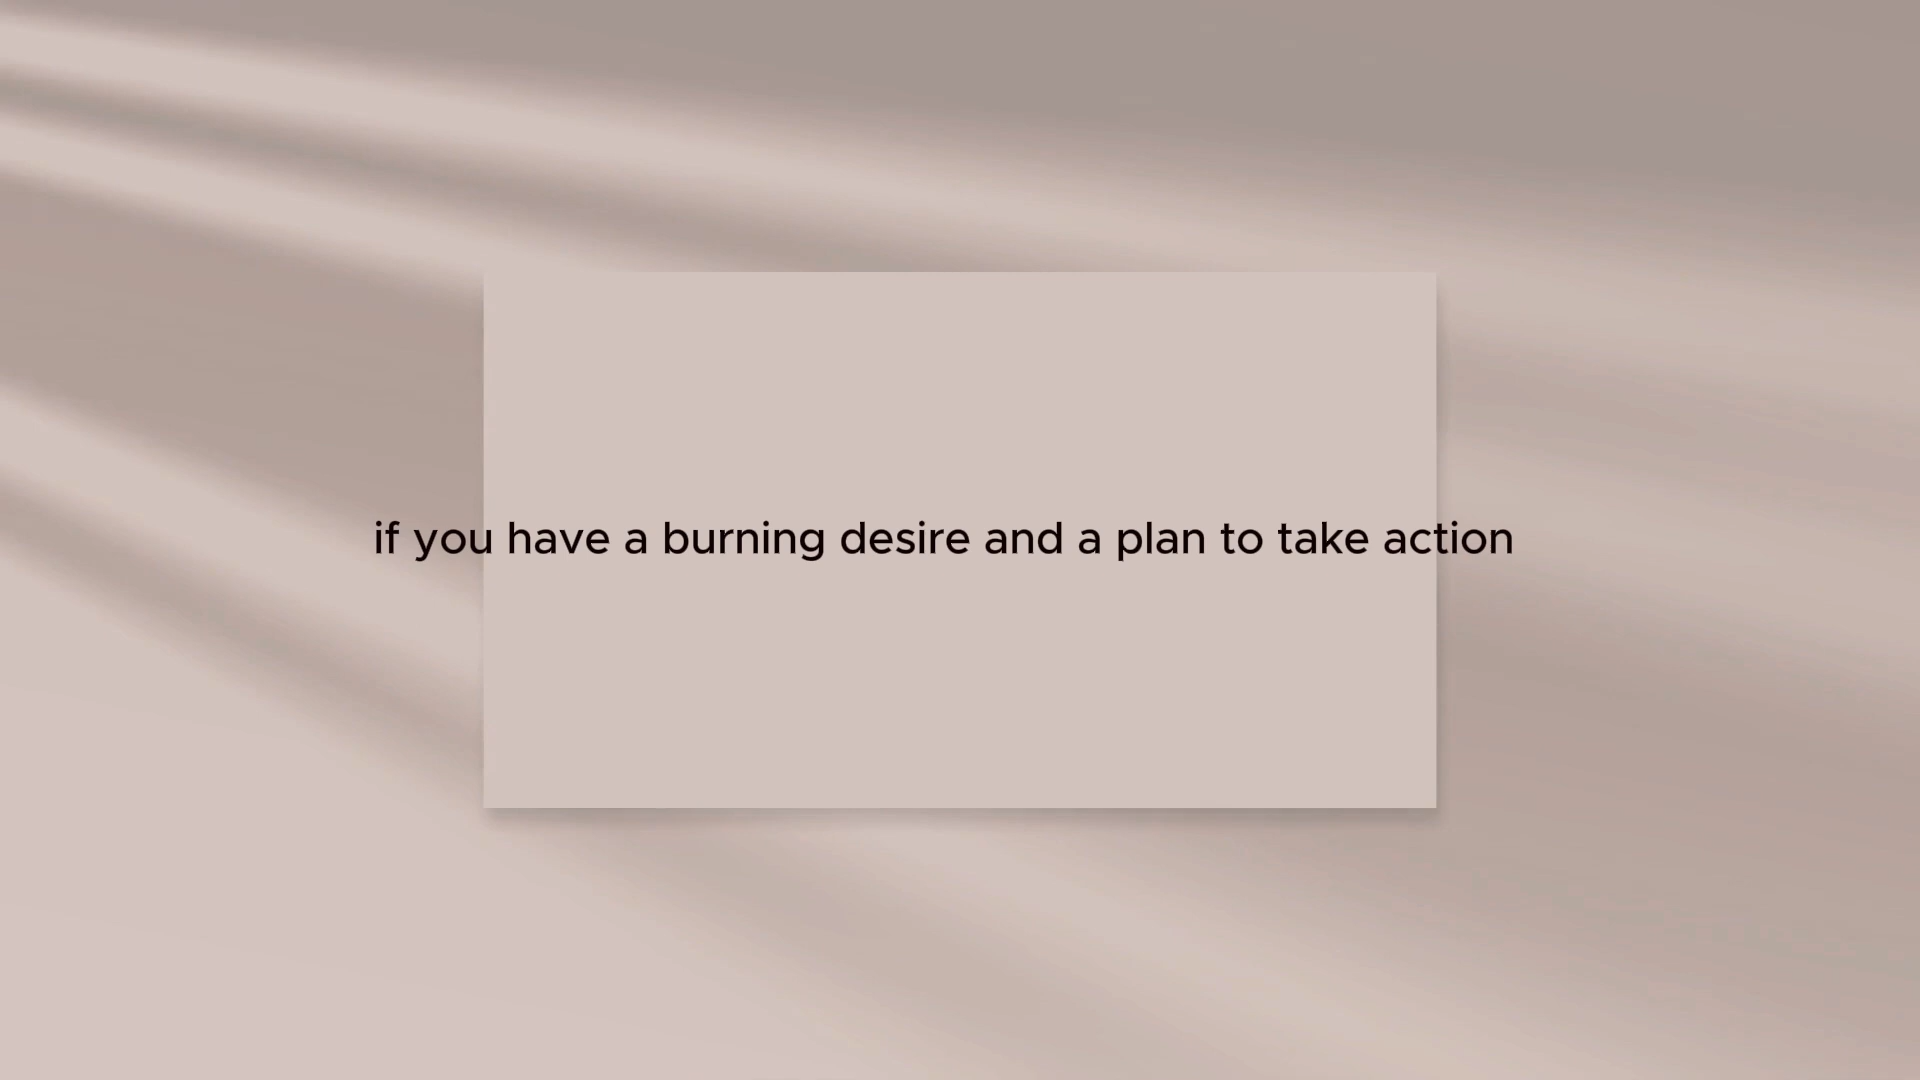 if you have a burning desire and a plan to take action